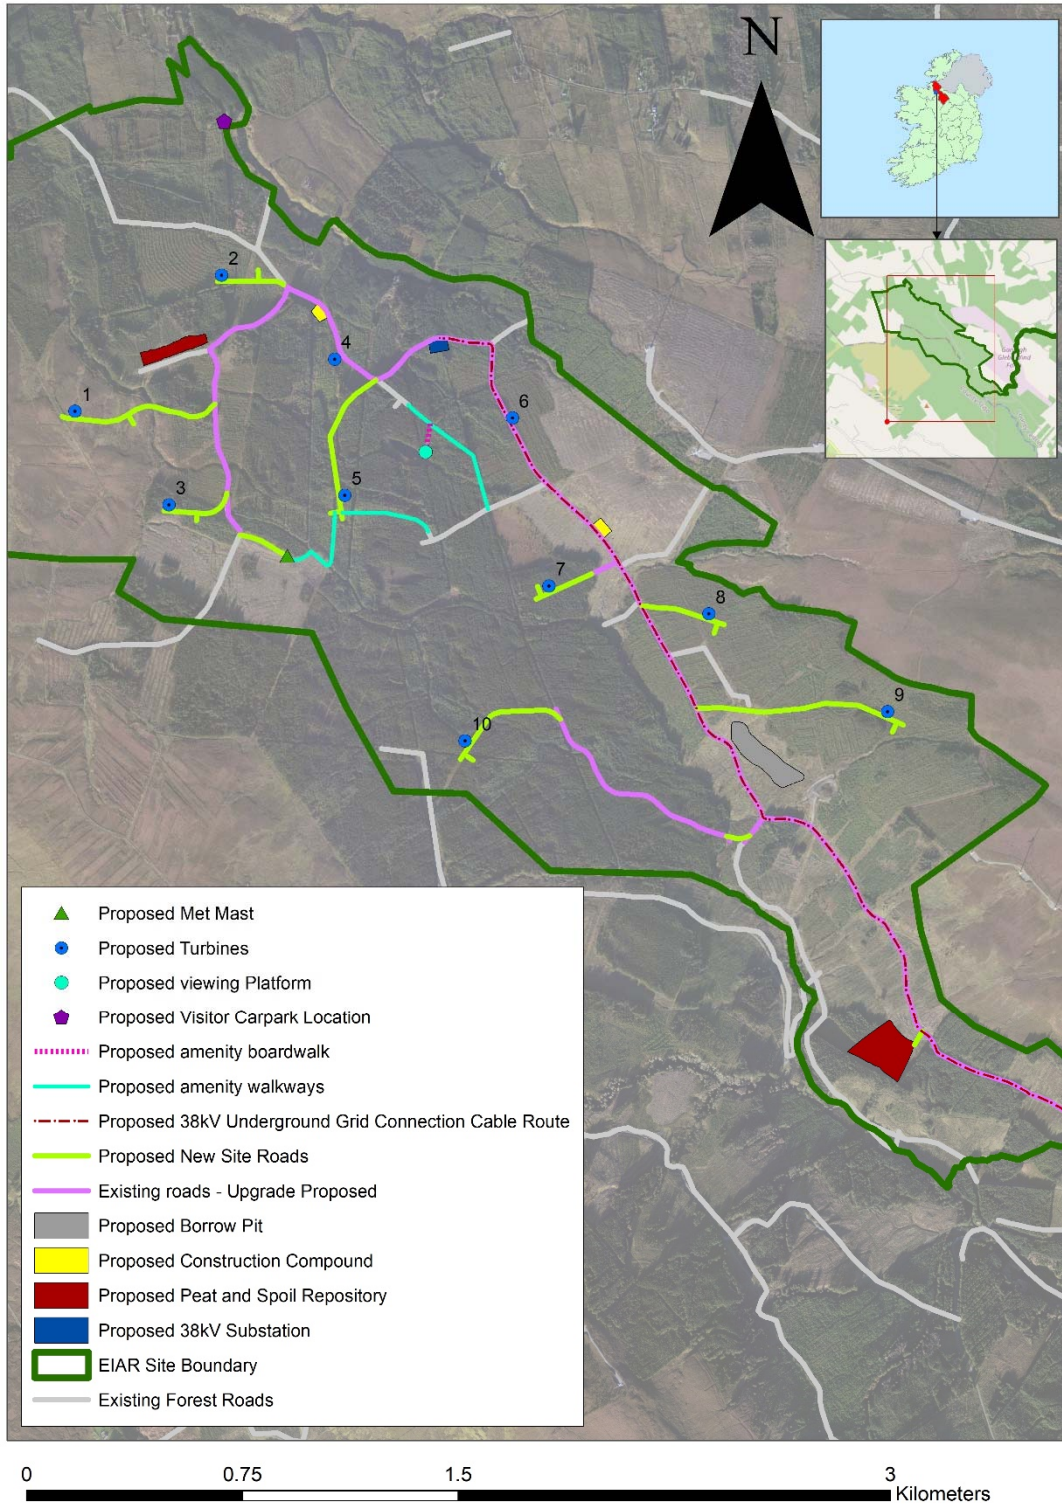 N
2
4
1
6
3
5
7
8
9
10
Proposed Met Mast
Proposed Turbines
Proposed viewing Platform
Proposed Visitor Carpark Location
Proposed amenity boardwalk
Proposed amenity walkways
Proposed 38kV Underground Grid Connection Cable Route
Proposed New Site Roads
Existing roads - Upgrade Proposed
Proposed Borrow Pit
Proposed Construction Compound
Proposed Peat and Spoil Repository
Proposed 38kV Substation
EIAR Site Boundary
Existing Forest Roads
0 0.75 1.5 3
Kilometers